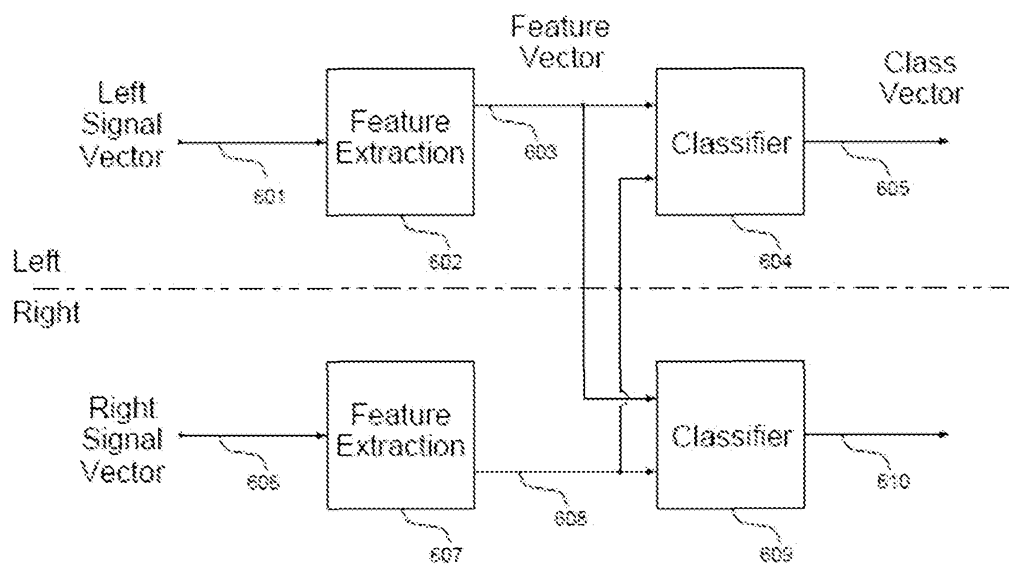 Feature
Vector
Class
Vector
Left
Signal
Vector
Feature
Extraction
Classifier
601
603
605
602
604
Left
Right
Right
Signal
Vector
Feature
Extraction
Classifier
606
608
610
607
609